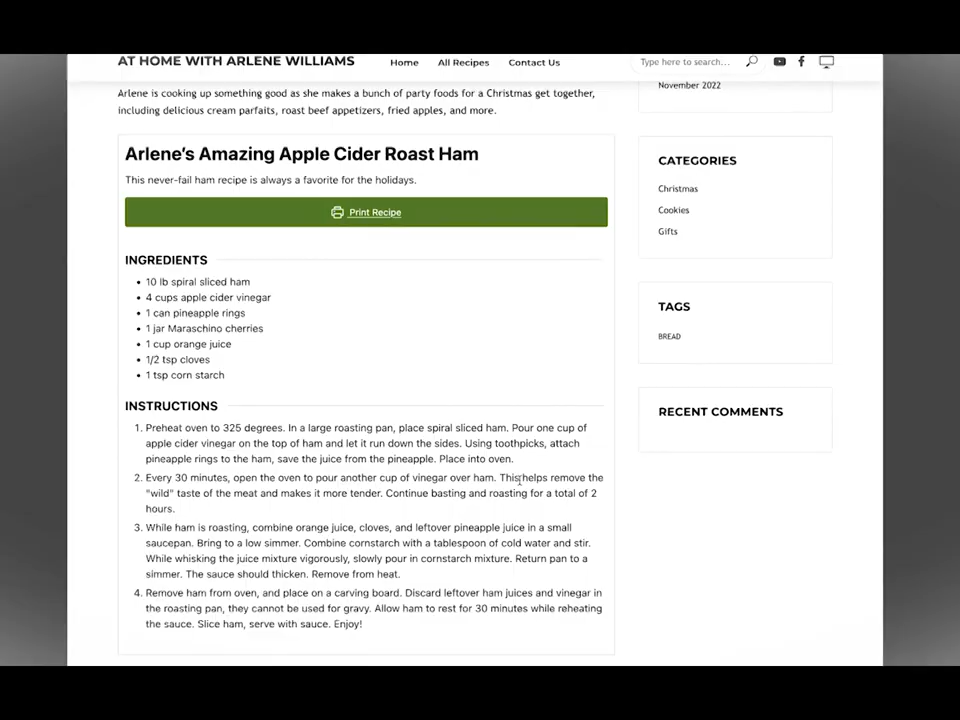 AT HOME WITH ARLENE WILLIAMS
Home All Recipes Contact Us
Type here to search...
Arlene is cooking up something good as she makes a bunch of party foods for a Christmas get together,
including delicious cream parfaits, roast beef appetizers, fried apples, and more.
Arlene's Amazing Apple Cider Roast Ham
This never-fail ham recipe is always a favorite for the holidays.
Print Recipe
INGREDIENTS
• 10 lb spiral sliced ham
• 4 cups apple cider vinegar
• 1 can pineapple rings
• 1 jar Maraschino cherries
• 1 cup orange juice
• 1/2 tsp cloves
• 1 tsp corn starch
INSTRUCTIONS
1. Preheat oven to 325 degrees. In a large roasting pan, place spiral sliced ham. Pour one cup of
apple cider vinegar on the top of ham and let it run down the sides. Using toothpicks, attach
pineapple rings to the ham, save the juice from the pineapple. Place into oven.
2. Every 30 minutes, open the oven to pour another cup of vinegar over ham. This helps remove the
"wild" taste of the meat and makes it more tender. Continue basting and roasting for a total of 2
hours.
3. While ham is roasting, combine orange juice, cloves, and leftover pineapple juice in a small
saucepan. Bring to a low simmer. Combine cornstarch with a tablespoon of cold water and stir.
While whisking the juice mixture vigorously, slowly pour in cornstarch mixture. Return pan to a
simmer. The sauce should thicken. Remove from heat.
4. Remove ham from oven, and place on a carving board. Discard leftover ham juices and vinegar in
the roasting pan, they cannot be used for gravy. Allow ham to rest for 30 minutes while reheating
the sauce. Slice ham, serve with sauce. Enjoy!
November 2022
CATEGORIES
Christmas
Cookies
Gifts
TAGS
BREAD
RECENT COMMENTS